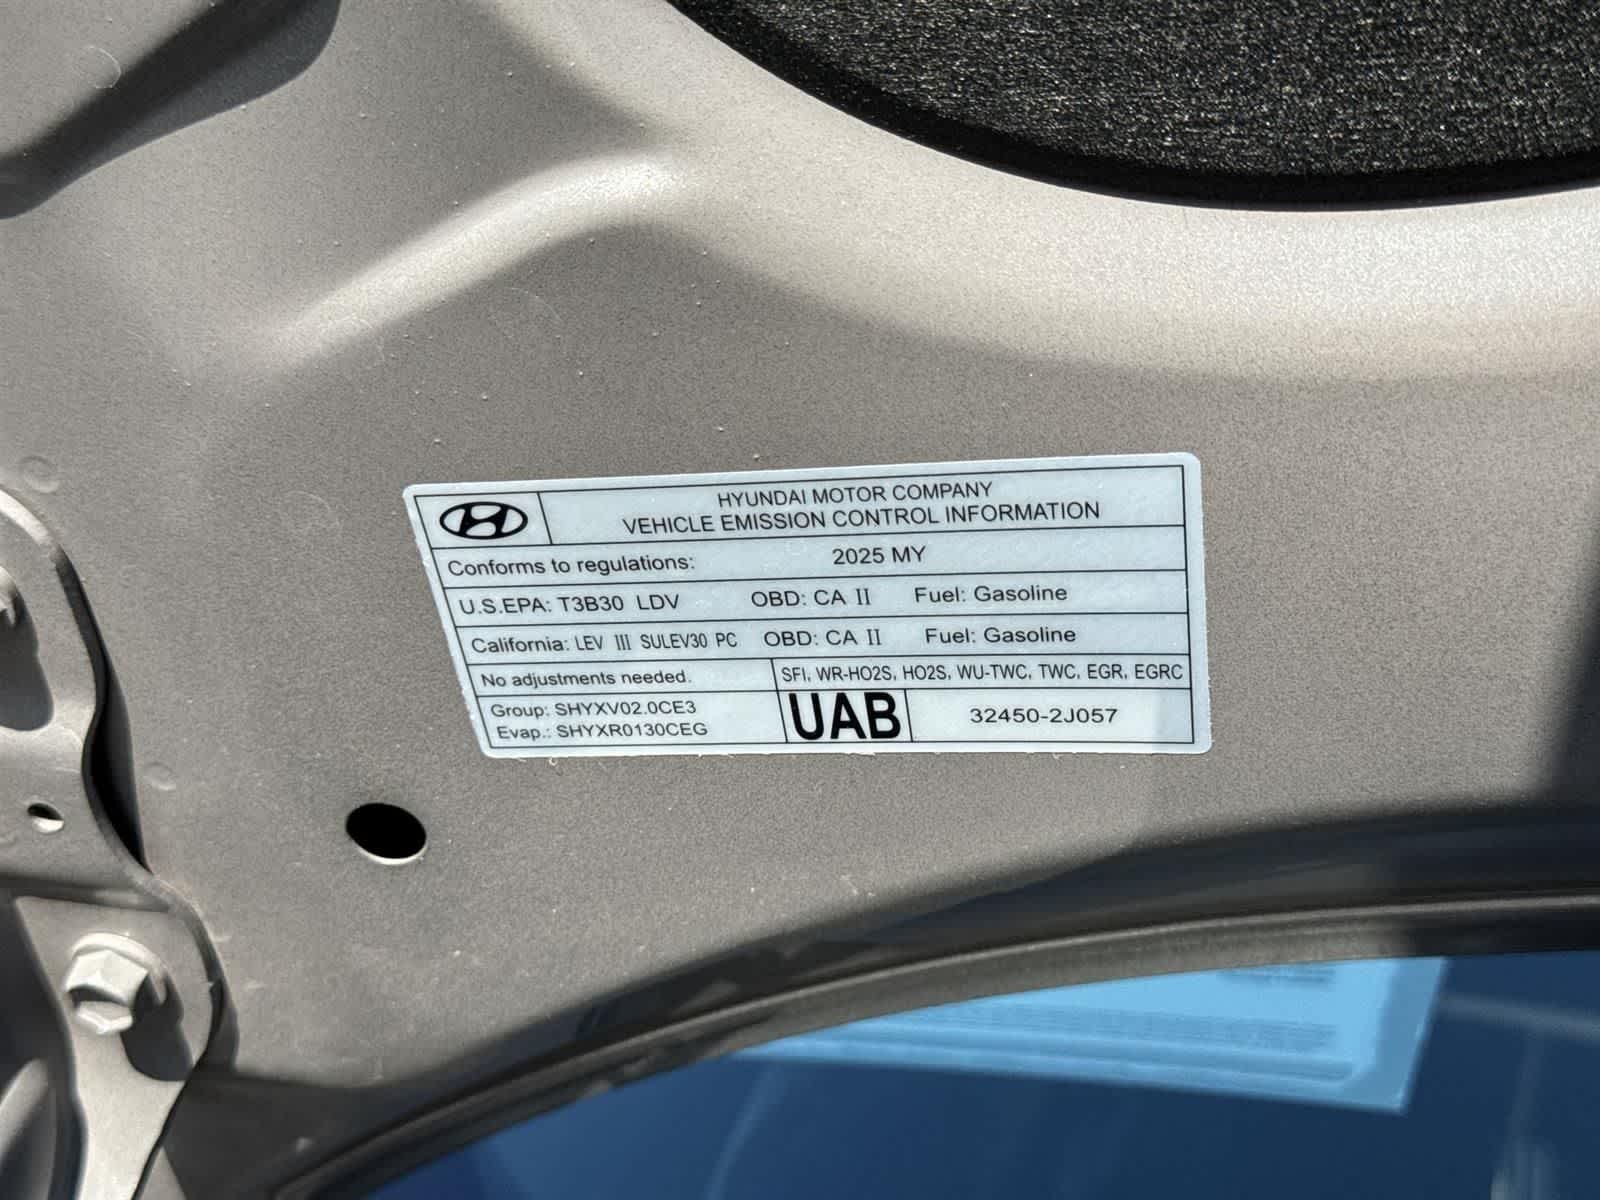 HYUNDAI MOTOR COMPANY
VEHICLE EMISSION CONTROL INFORMATION
Conforms to regulations: 2025 MY
U.S.EPA: T3B30 LDV OBD: CA II Fuel: Gasoline
California: LEV III SULEV30 PC OBD: CA II Fuel: Gasoline
No adjustments needed. SFI, WR-HO2S, HO2S, WU-TWC, TWC, EGR, EGRC
Group: SHYXV02.0CE3
Evap.: SHYXR0130CEG
UAB
32450-2J057